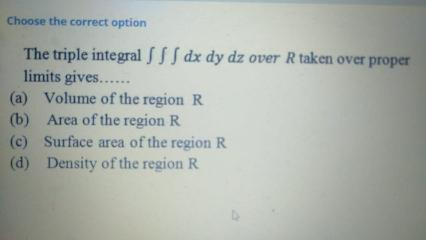 Choose the correct option
The triple integral ∫ ∫ ∫ dx dy dz over R taken over proper
limits gives......
(a) Volume of the region R
(b) Area of the region R
(c) Surface area of the region R
(d) Density of the region R